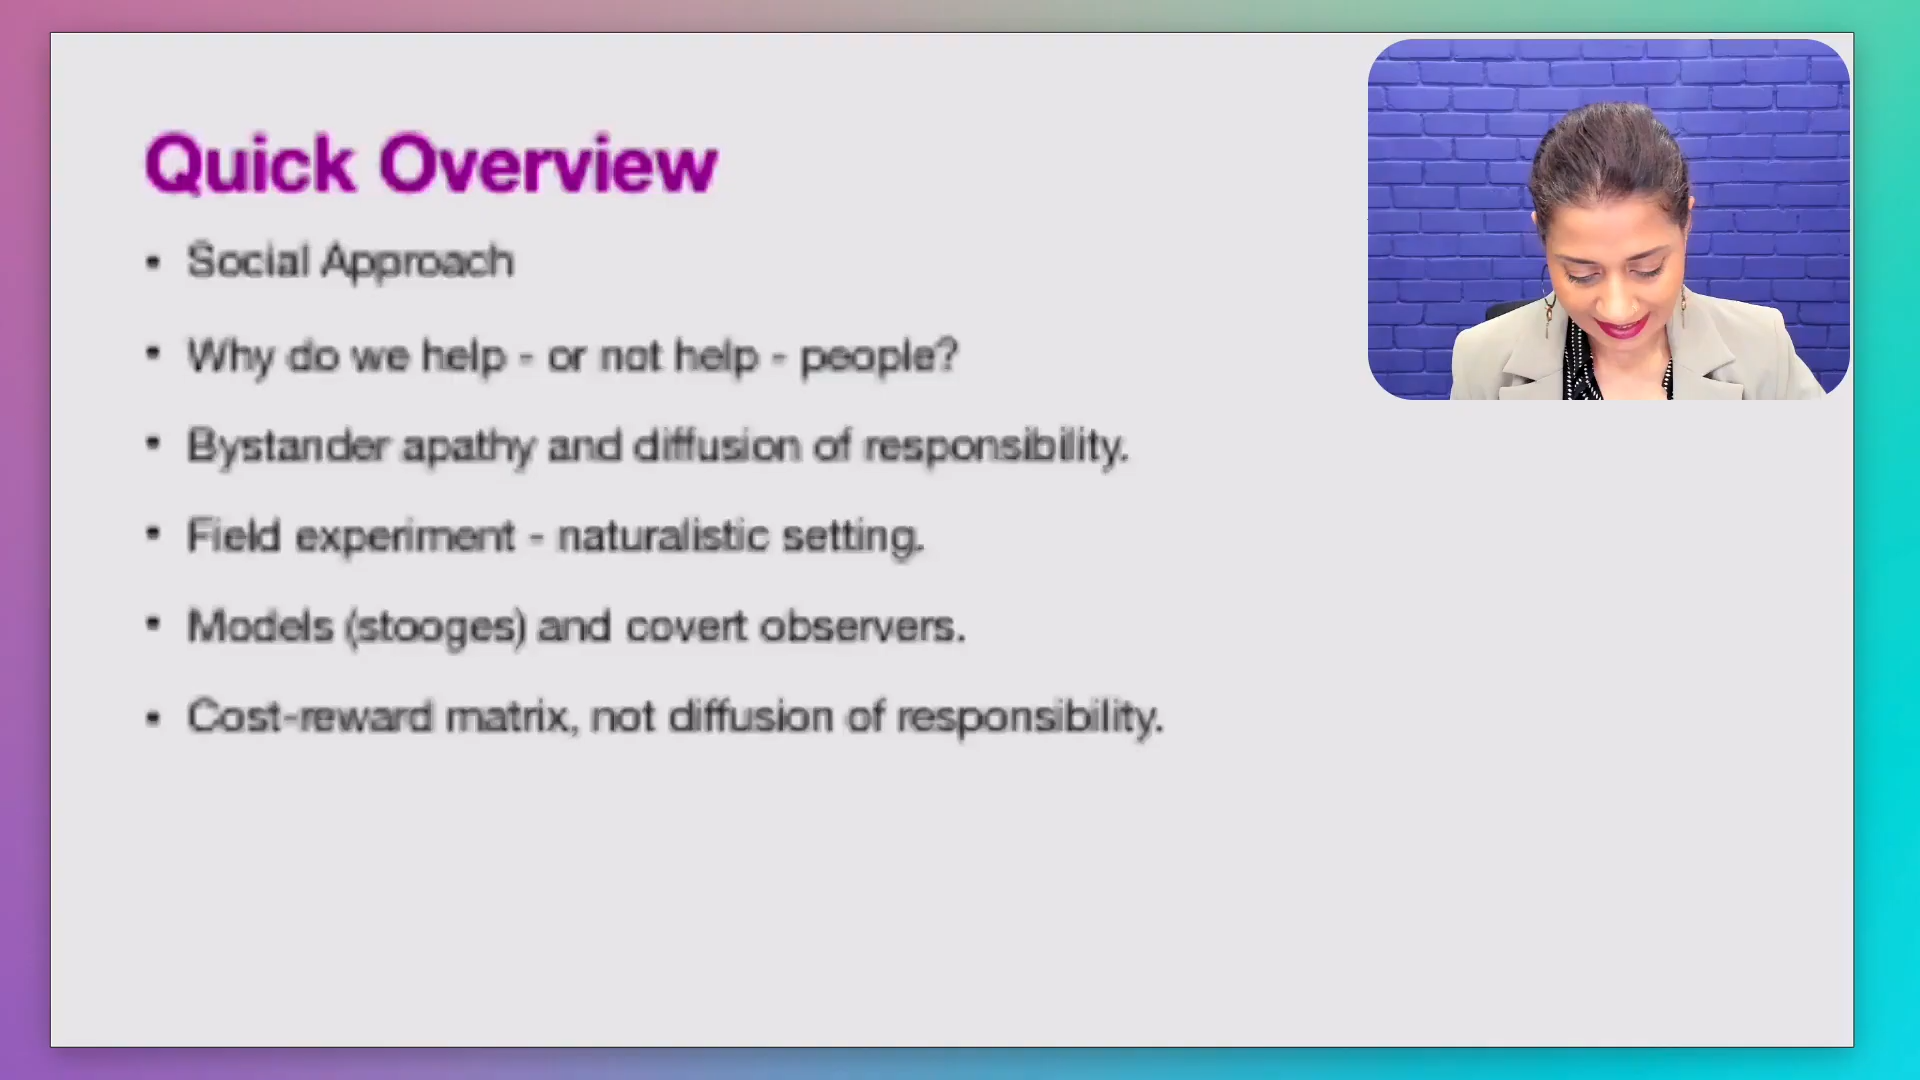 Quick Overview
• Social Approach
• Why do we help - or not help - people?
• Bystander apathy and diffusion of responsibility.
• Field experiment - naturalistic setting.
• Models (stooges) and covert observers.
• Cost-reward matrix, not diffusion of responsibility.